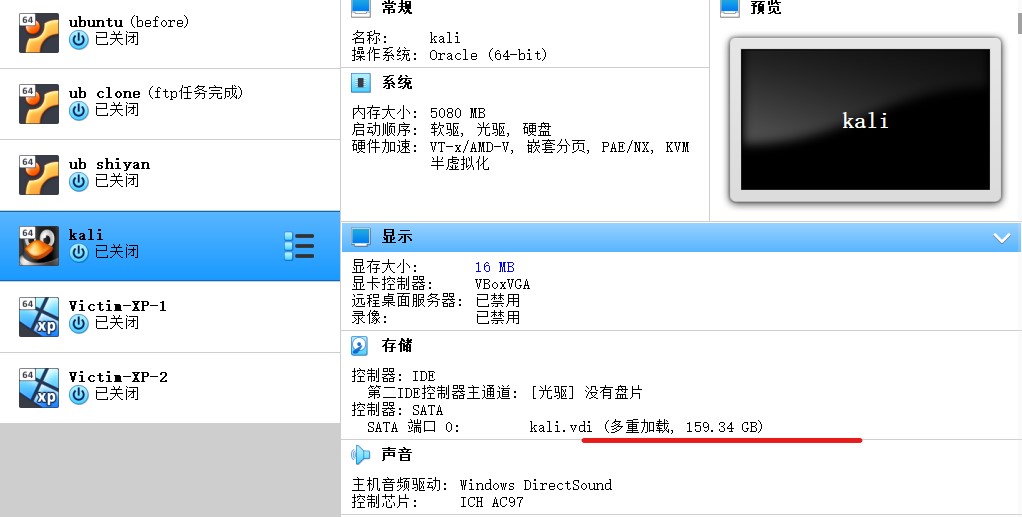 64 ubuntu (before)
已关闭
64 ub clone (ftp任务完成)
已关闭
64 ub shiyan
已关闭
64 kali
已关闭
64 xp Victim-XP-1
已关闭
64 xp Victim-XP-2
已关闭
常规
名称: kali
操作系统: Oracle (64-bit)
系统
内存大小: 5080 MB
启动顺序: 软驱, 光驱, 硬盘
硬件加速: VT-x/AMD-V, 嵌套分页, PAE/NX, KVM
半虚拟化
预览
kali
显示
显存大小: 16 MB
显卡控制器: VBoxVGA
远程桌面服务器: 已禁用
录像: 已禁用
存储
控制器: IDE
第二IDE控制器主通道: [光驱] 没有盘片
控制器: SATA
SATA 端口 0: kali.vdi (多重加载, 159.34 GB)
声音
主机音频驱动: Windows DirectSound
控制芯片: ICH AC97